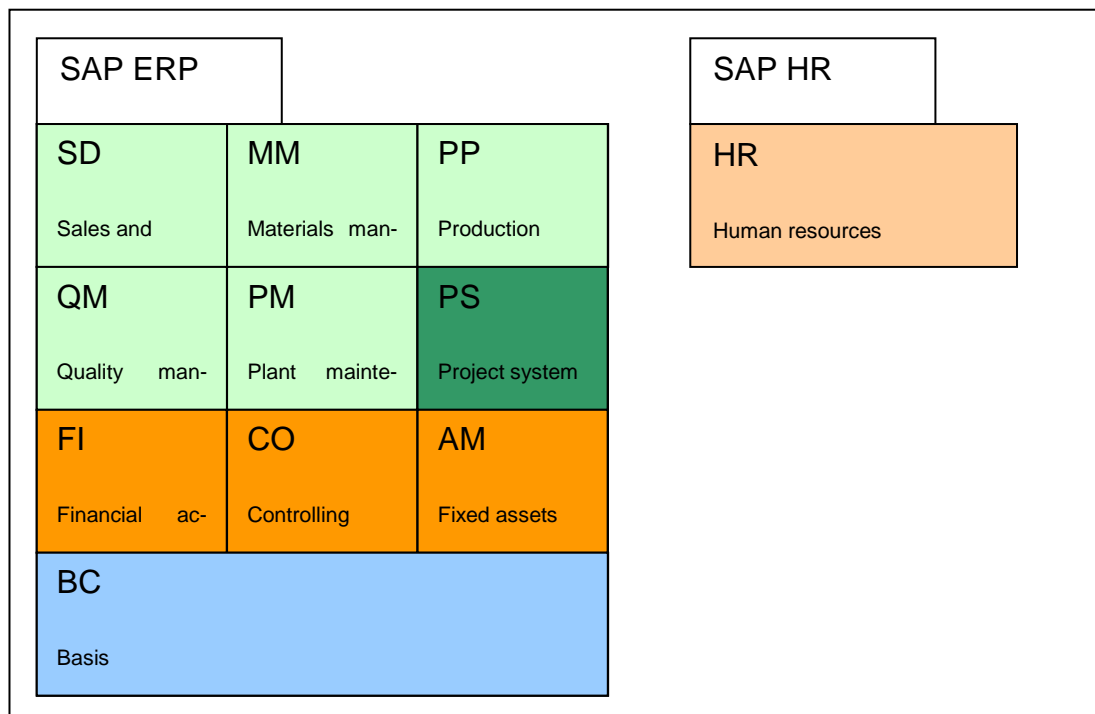 SAP ERP
SAP HR
SD
MM
PP
HR
Sales and
Materials man-
Production
Human resources
QM
PM
PS
Quality man-
Plant mainte-
Project system
FI
CO
AM
Financial ac-
Controlling
Fixed assets
BC
Basis